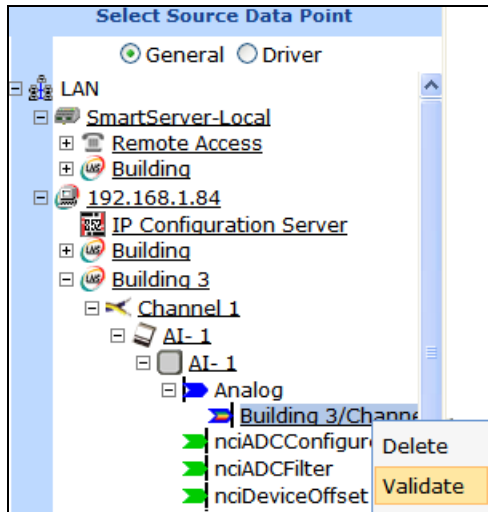 Select Source Data Point
General Driver
LAN
SmartServer-Local
Remote Access
Building
192.168.1.84
IP Configuration Server
Building
Building 3
Channel 1
AI- 1
AI- 1
Analog
Building 3/Channe
nciADCConfigure
Delete
nciADCFilter
Validate
nciDeviceOffset